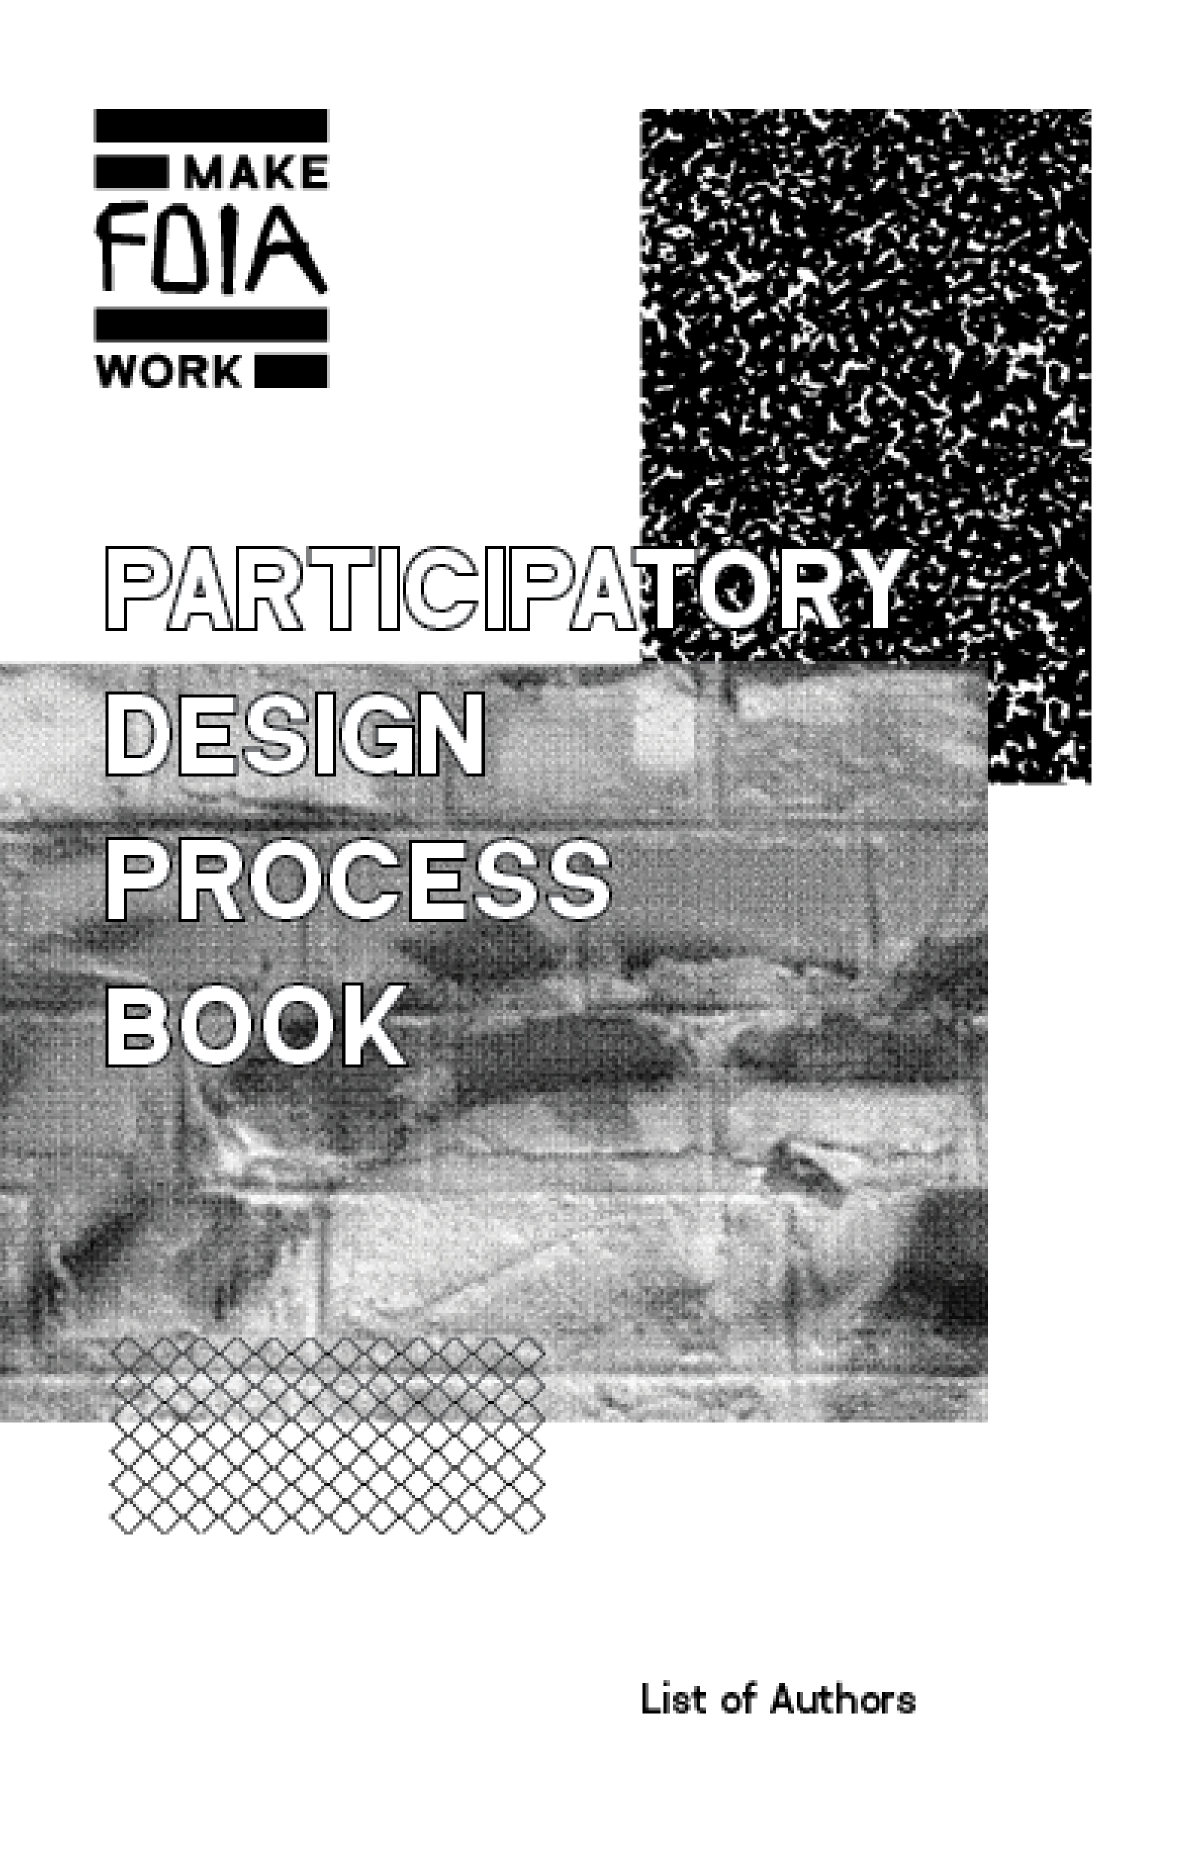 MAKE
FOIA
WORK
PARTICIPATORY
DESIGN
PROCESS
BOOK
List of Authors